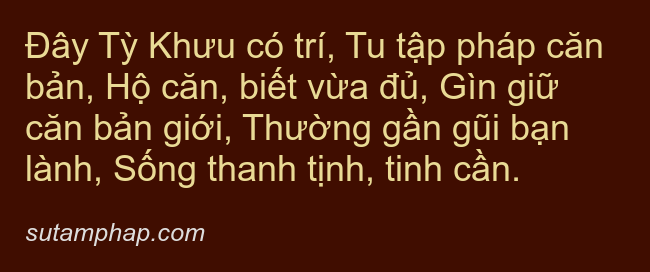 Đây Tỳ Khưu có trí, Tu tập pháp căn
bản, Hộ căn, biết vừa đủ, Gìn giữ
căn bản giới, Thường gần gũi bạn
lành, Sống thanh tịnh, tinh cần.
sutamphap.com